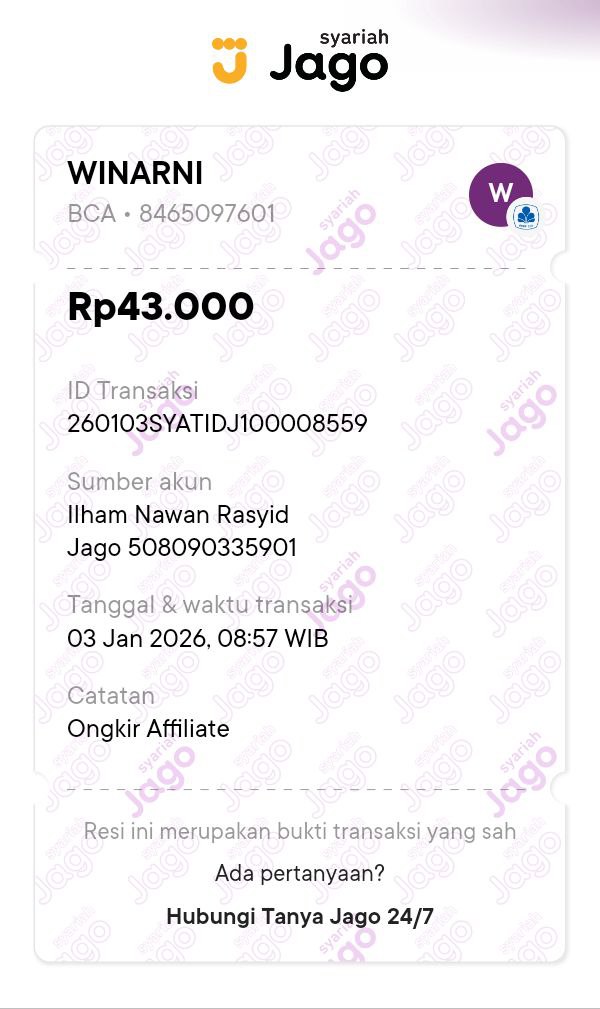 syariah
Jago
WINARNI
BCA • 8465097601
W
Rp43.000
ID Transaksi
260103SYATIDJ100008559
Sumber akun
Ilham Nawan Rasyid
Jago 508090335901
Tanggal & waktu transaksi
03 Jan 2026, 08:57 WIB
Catatan
Ongkir Affiliate
Resi ini merupakan bukti transaksi yang sah
Ada pertanyaan?
Hubungi Tanya Jago 24/7